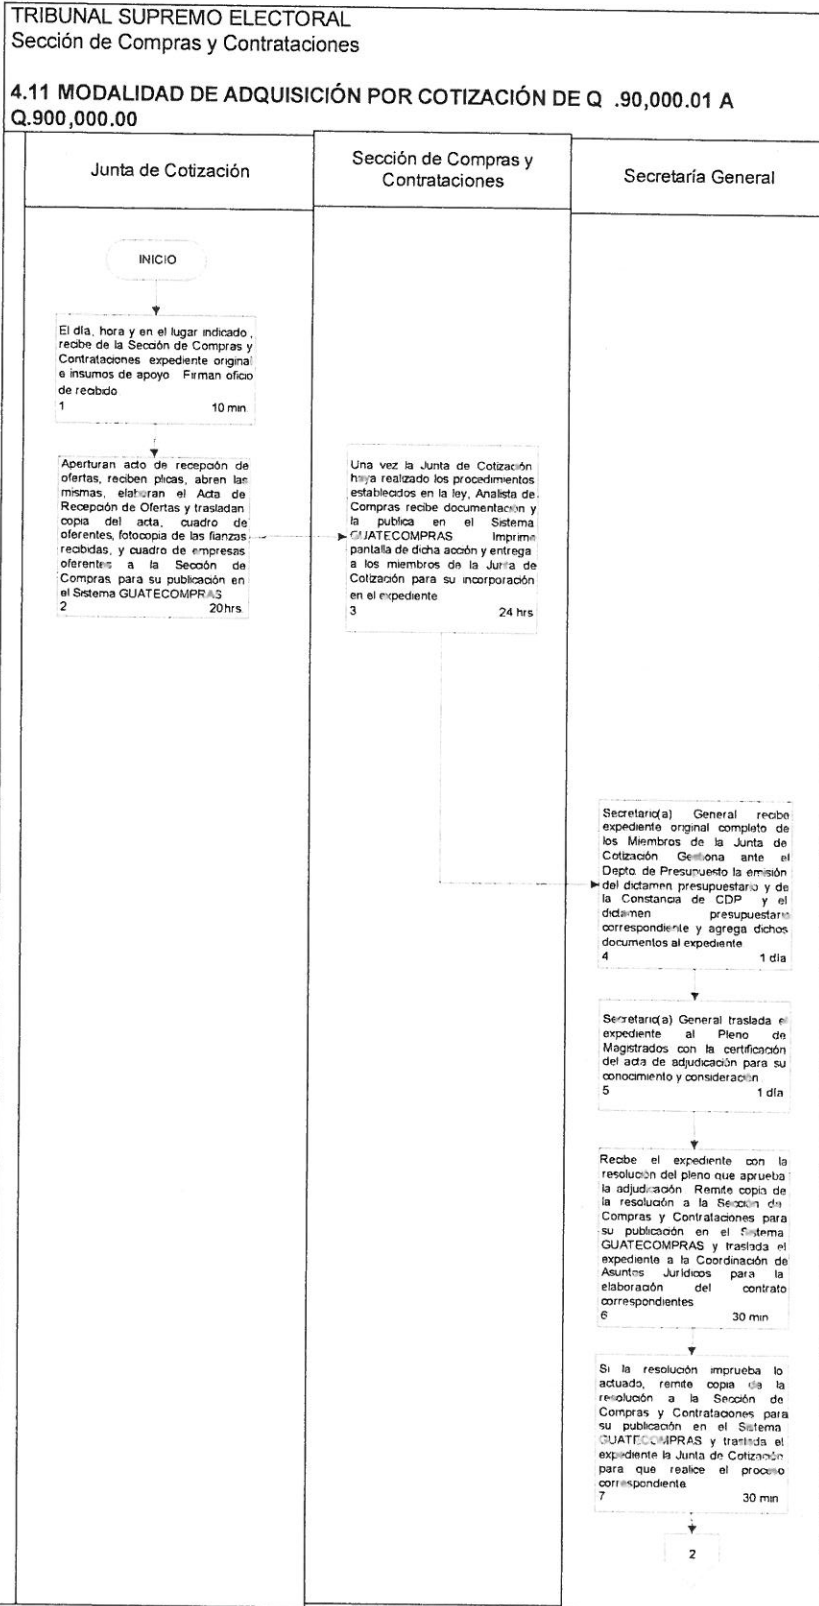 TRIBUNAL SUPREMO ELECTORAL
Sección de Compras y Contrataciones
4.11 MODALIDAD DE ADQUISICIÓN POR COTIZACIÓN DE Q .90,000.01 A
Q.900,000.00
Junta de Cotización
Sección de Compras y
Contrataciones
Secretaría General
INICIO
El día, hora y en el lugar indicado,
recibe de la Sección de Compras y
Contrataciones expediente original
e insumos de apoyo Firman oficio
de recibido
1 10 min
Aperturan acto de recepción de
ofertas, reciben plicas, abren las
mismas, elaboran el Acta de
Recepción de Ofertas y trasladan
copia del acta, cuadro de
oferentes, fotocopia de las fianzas
recibidas, y cuadro de empresas
oferentes a la Sección de
Compras para su publicación en
el Sistema GUATECOMPRAS
2 20hrs
Una vez la Junta de Cotización
haya realizado los procedimientos
establecidos en la ley, Analista de
Compras recibe documentación y
la publica en el Sistema
GUATECOMPRAS Imprime
pantalla de dicha acción y entrega
a los miembros de la Junta de
Cotización para su incorporación
en el expediente
3 24 hrs
Secretario(a) General recibe
expediente original completo de
los Miembros de la Junta de
Cotización Gestiona ante el
Depto. de Presupuesto la emisión
del dictamen presupuestario y de
la Constancia de CDP y el
dictamen presupuestario
correspondiente y agrega dichos
documentos al expediente
4 1 día
Secretario(a) General traslada el
expediente al Pleno de
Magistrados con la certificación
del acta de adjudicación para su
conocimiento y consideración
5 1 día
Recibe el expediente con la
resolución del pleno que aprueba
la adjudicación Remite copia de
la resolución a la Sección de
Compras y Contrataciones para
su publicación en el Sistema
GUATECOMPRAS y traslada el
expediente a la Coordinación de
Asuntos Jurídicos para la
elaboración del contrato
correspondientes
6 30 min
Si la resolución imprueba lo
actuado, remite copia de la
resolución a la Sección de
Compras y Contrataciones para
su publicación en el Sistema
GUATECOMPRAS y traslada el
expediente la Junta de Cotización
para que realice el proceso
correspondiente
7 30 min
2